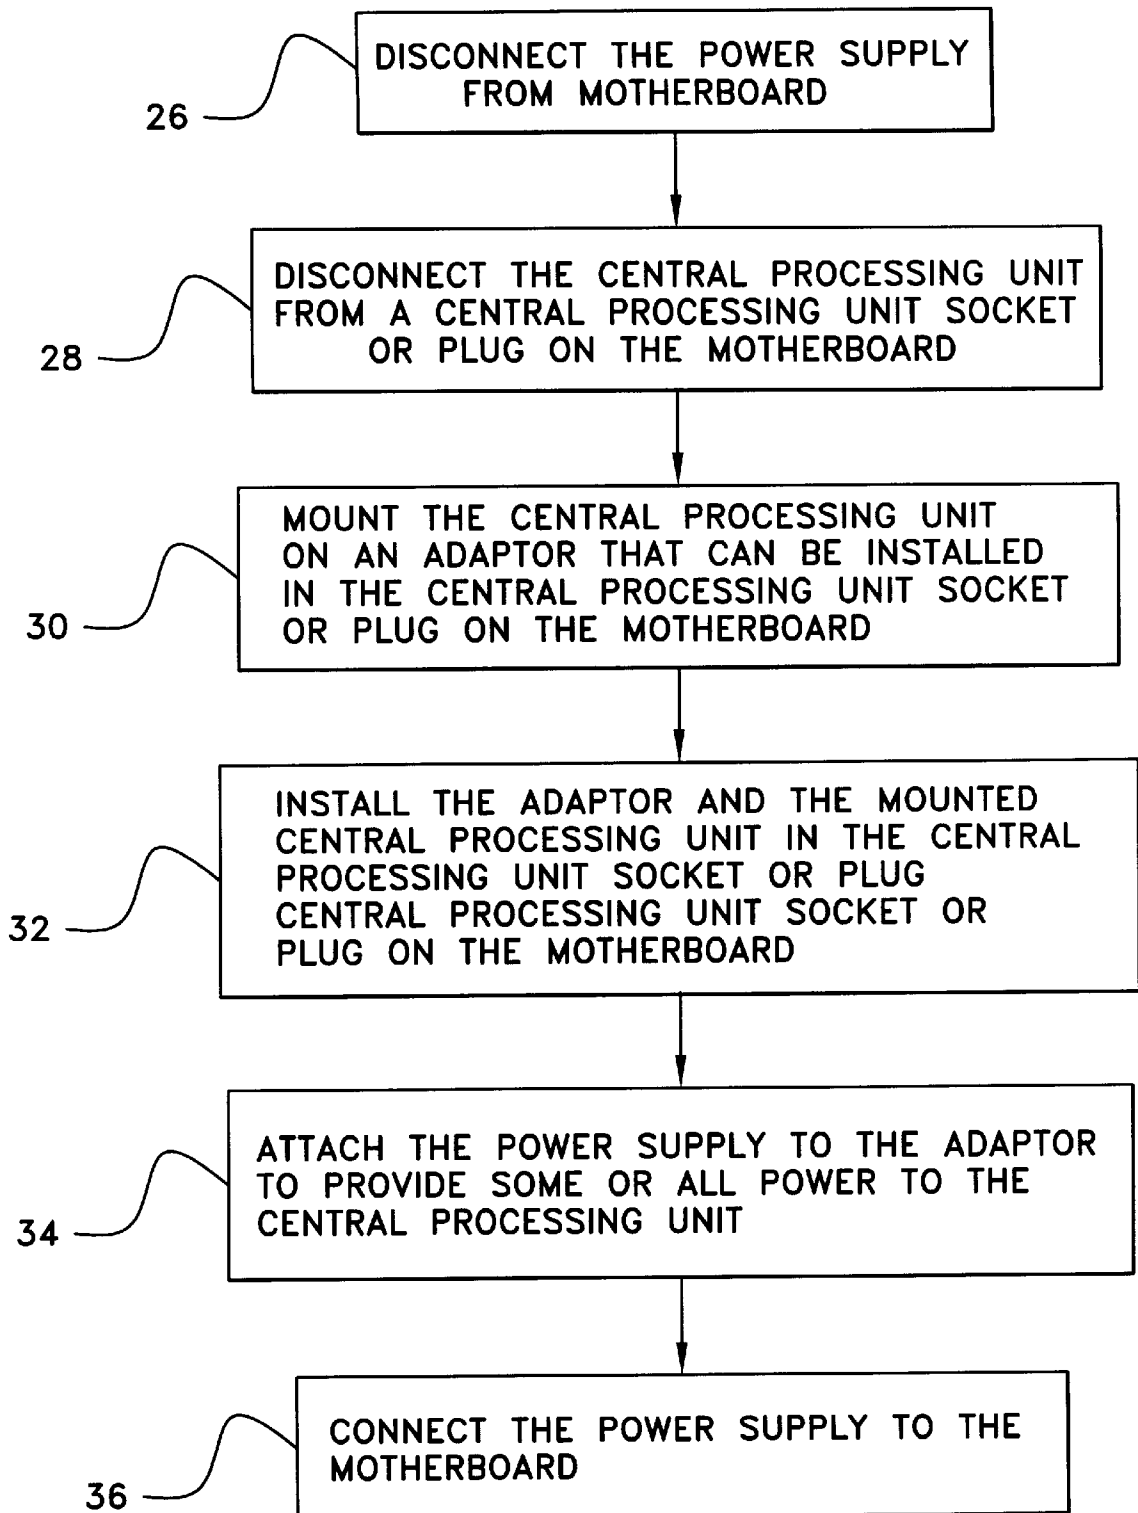 DISCONNECT THE POWER SUPPLY
FROM MOTHERBOARD
26
DISCONNECT THE CENTRAL PROCESSING UNIT
FROM A CENTRAL PROCESSING UNIT SOCKET
OR PLUG ON THE MOTHERBOARD
28
MOUNT THE CENTRAL PROCESSING UNIT
ON AN ADAPTOR THAT CAN BE INSTALLED
IN THE CENTRAL PROCESSING UNIT SOCKET
OR PLUG ON THE MOTHERBOARD
30
INSTALL THE ADAPTOR AND THE MOUNTED
CENTRAL PROCESSING UNIT IN THE CENTRAL
PROCESSING UNIT SOCKET OR PLUG
CENTRAL PROCESSING UNIT SOCKET OR
PLUG ON THE MOTHERBOARD
32
ATTACH THE POWER SUPPLY TO THE ADAPTOR
TO PROVIDE SOME OR ALL POWER TO THE
CENTRAL PROCESSING UNIT
34
CONNECT THE POWER SUPPLY TO THE
MOTHERBOARD
36